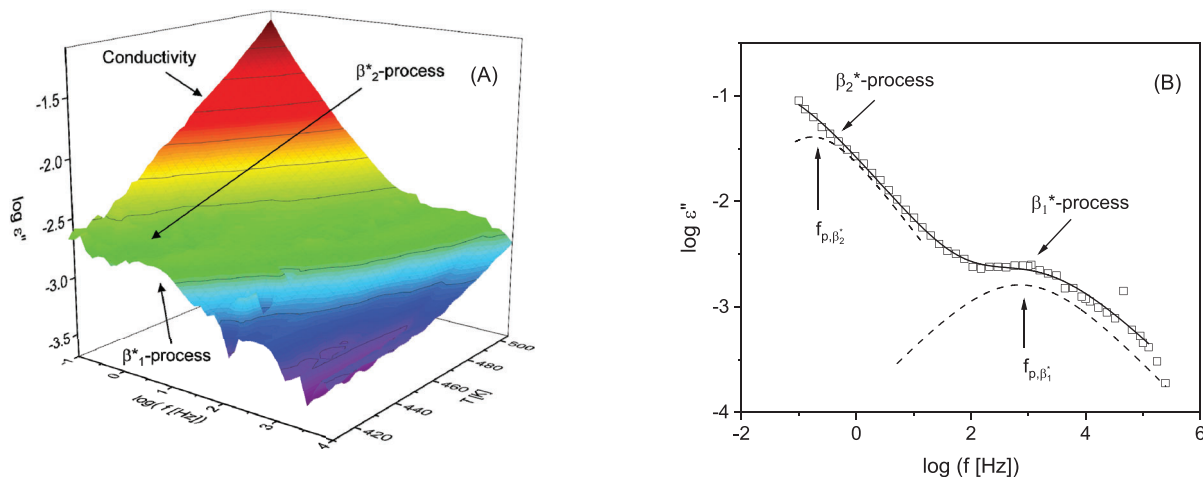 Conductivity
β*₂-process
(A)
-1.5
-2.0
-2.5
-3.0
-3.5
log ε"
β*₁-process
-1
0
1
2
3
4
log( f [Hz])
420
440
460
480
500
T[K]
(B)
β₂*-process
β₁*-process
f_p,β₂*
f_p,β₁*
-1
-2
-3
-4
log ε"
-2
0
2
4
6
log (f [Hz])